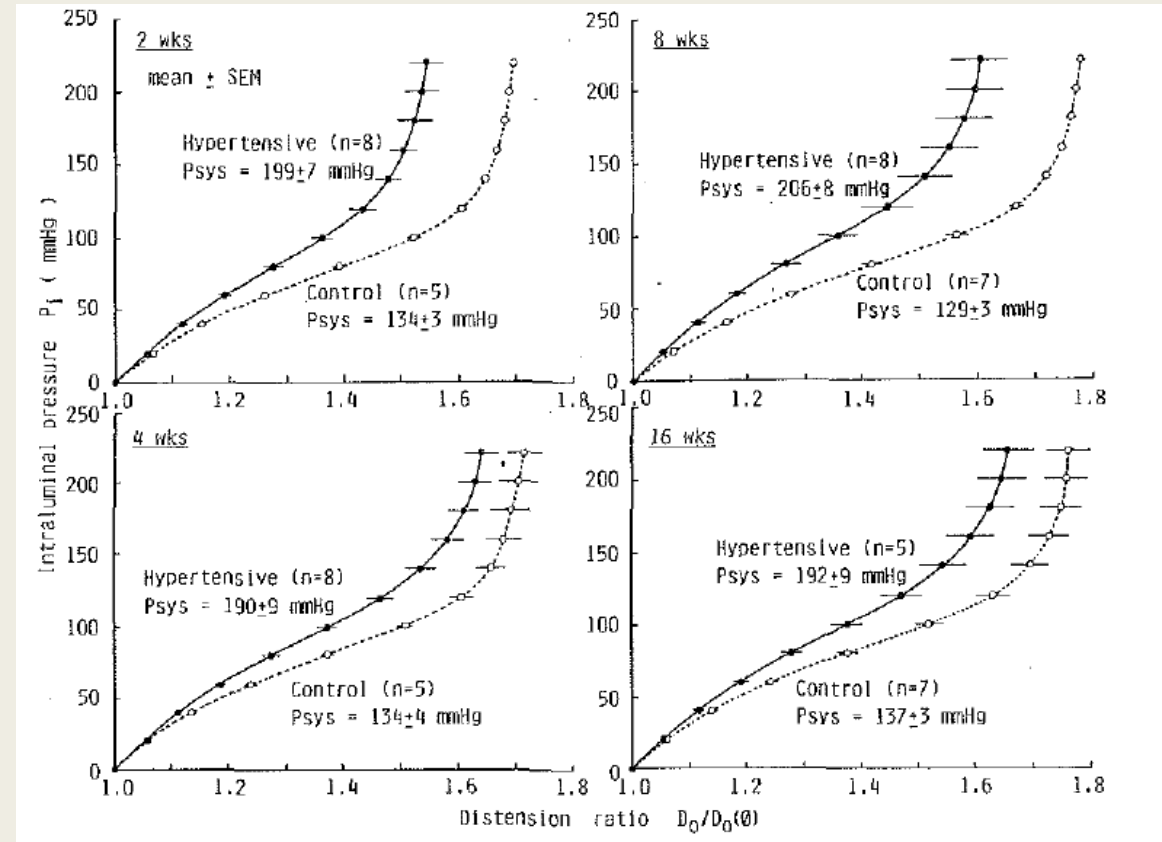 250
200
150
100
50
0
2 wks
mean ± SEM
Hypertensive (n=8)
Psys = 199±7 mmHg
Control (n=5)
Psys = 134±3 mmHg
1.0 1.2 1.4 1.6 1.8
250
200
150
100
50
0
8 wks
Hypertensive (n=8)
Psys = 206±8 mmHg
Control (n=7)
Psys = 129±3 mmHg
1.0 1.2 1.4 1.6 1.8
Intraluminal pressure Pi ( mmHg )
250
200
150
100
50
0
4 wks
Hypertensive (n=8)
Psys = 190±9 mmHg
Control (n=5)
Psys = 134±4 mmHg
1.0 1.2 1.4 1.6 1.8
250
200
150
100
50
0
16 wks
Hypertensive (n=5)
Psys = 192±9 mmHg
Control (n=7)
Psys = 137±3 mmHg
1.0 1.2 1.4 1.6 1.8
Distension ratio Do/Do(Ø)